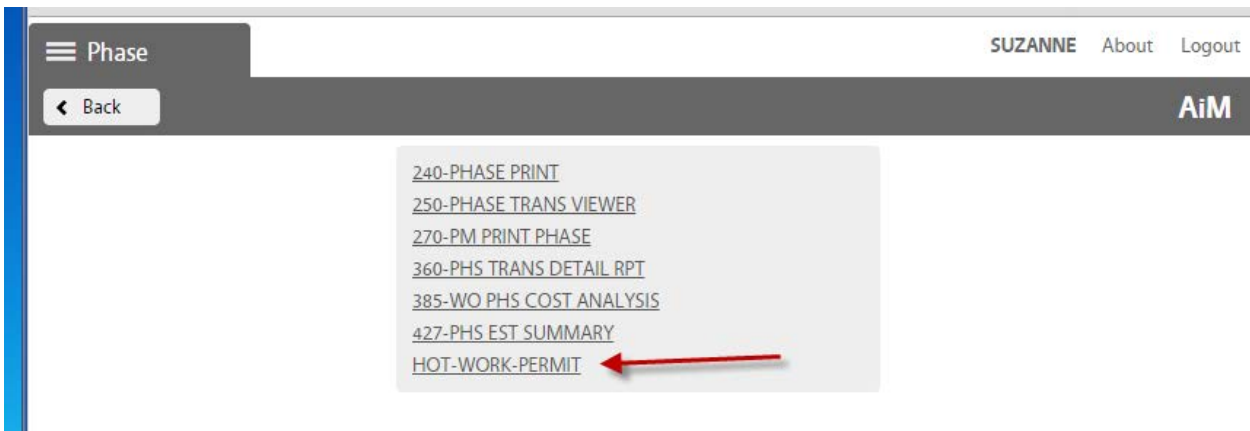 Phase
SUZANNE About Logout
Back
AiM
240-PHASE PRINT
250-PHASE TRANS VIEWER
270-PM PRINT PHASE
360-PHS TRANS DETAIL RPT
385-WO PHS COST ANALYSIS
427-PHS EST SUMMARY
HOT-WORK-PERMIT